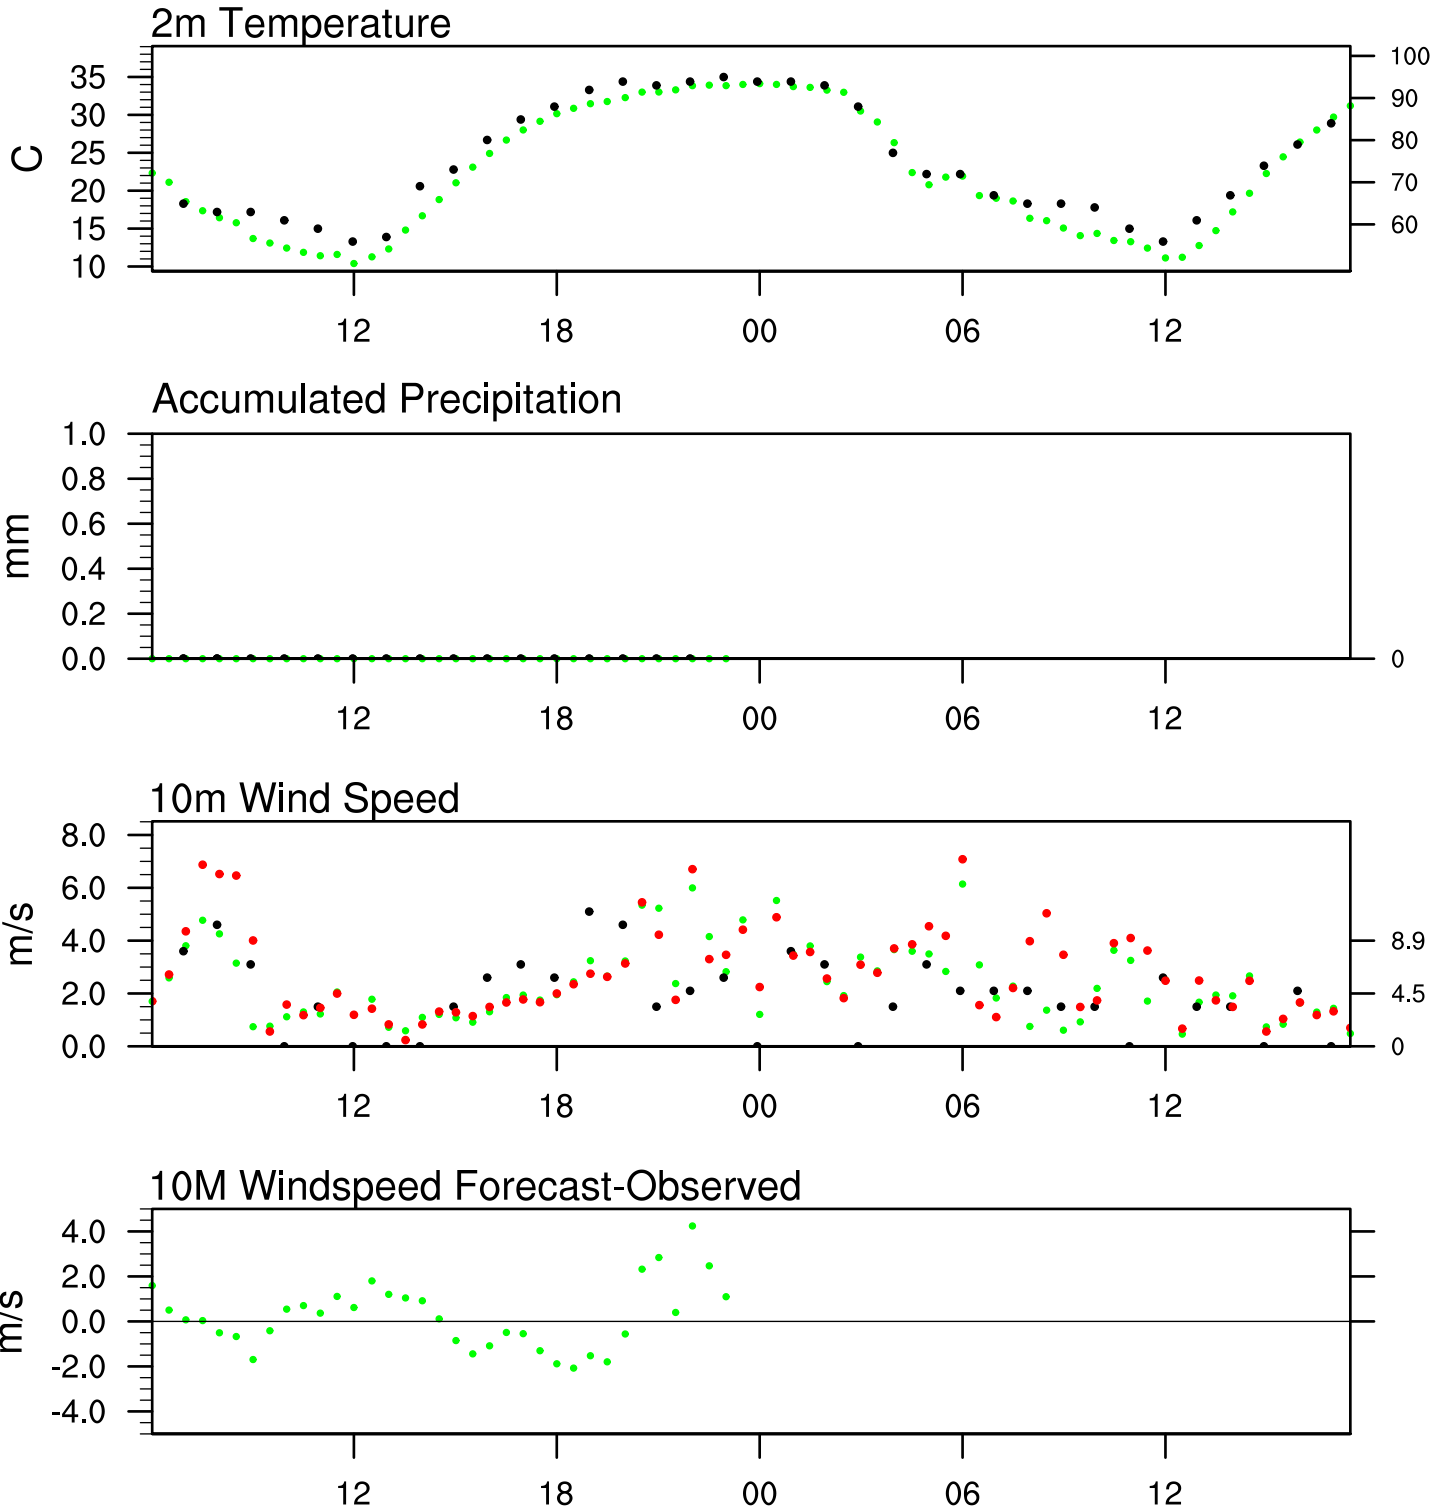 2m Temperature
35
30
25
20
15
10
C
100
90
80
70
60
12 18 00 06 12
Accumulated Precipitation
1.0
0.8
0.6
0.4
0.2
0.0
mm
0
12 18 00 06 12
10m Wind Speed
8.0
6.0
4.0
2.0
0.0
m/s
8.9
4.5
0
12 18 00 06 12
10M Windspeed Forecast-Observed
4.0
2.0
0.0
-2.0
-4.0
m/s
12 18 00 06 12